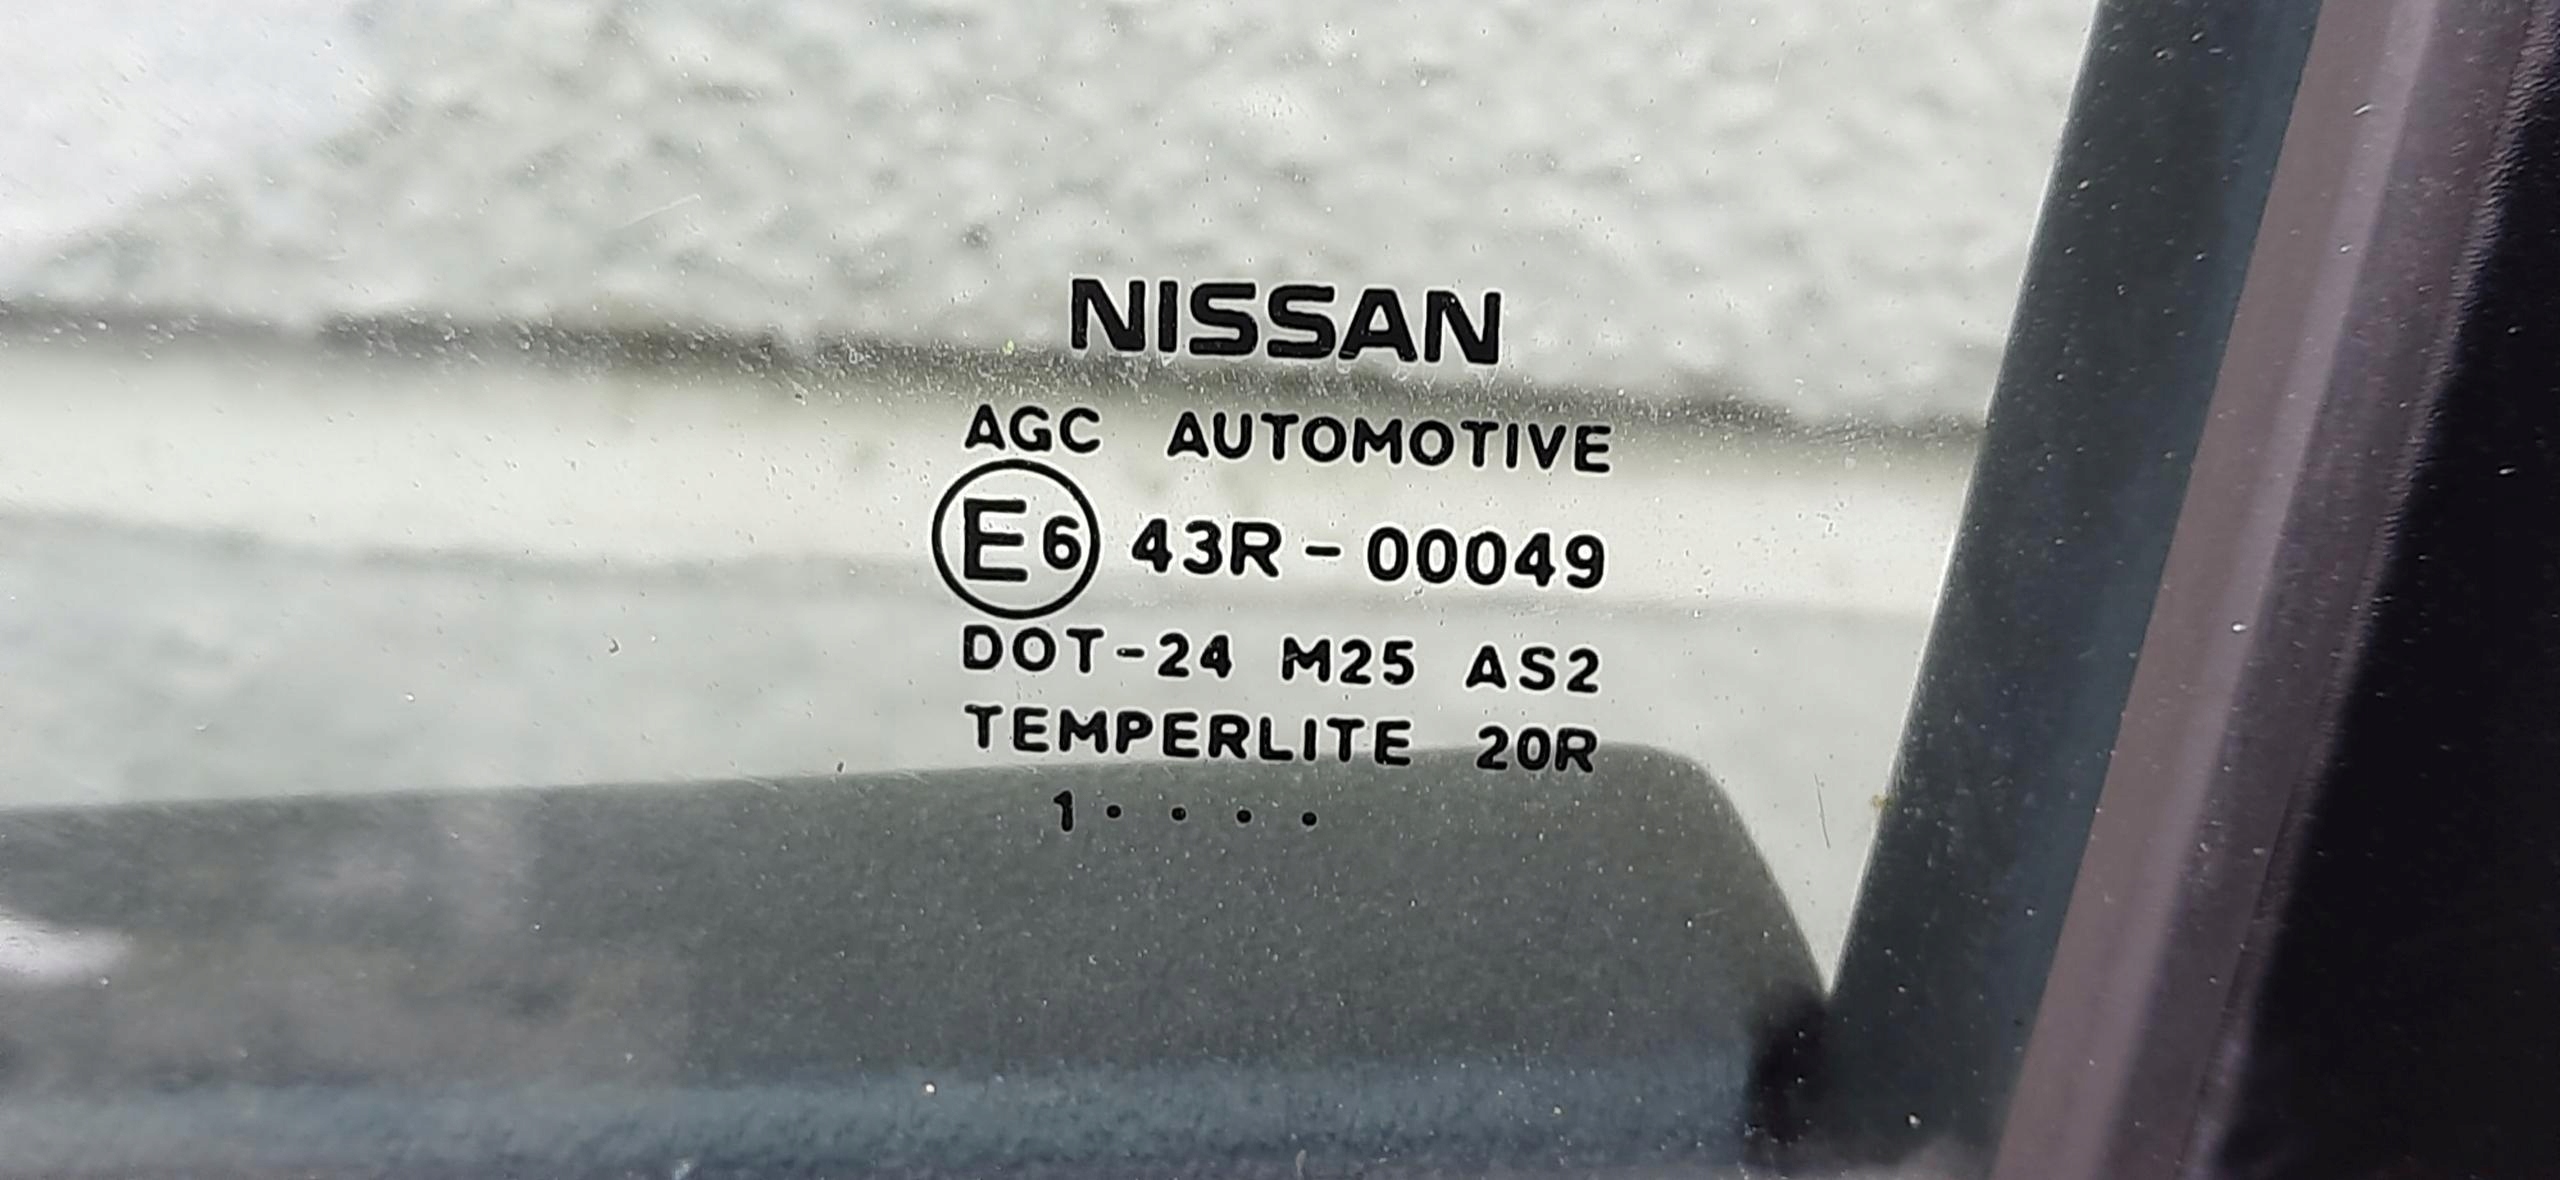 NISSAN
AGC AUTOMOTIVE
E6 43R-00049
DOT-24 M25 AS2
TEMPERLITE 20R
1 · · · ·